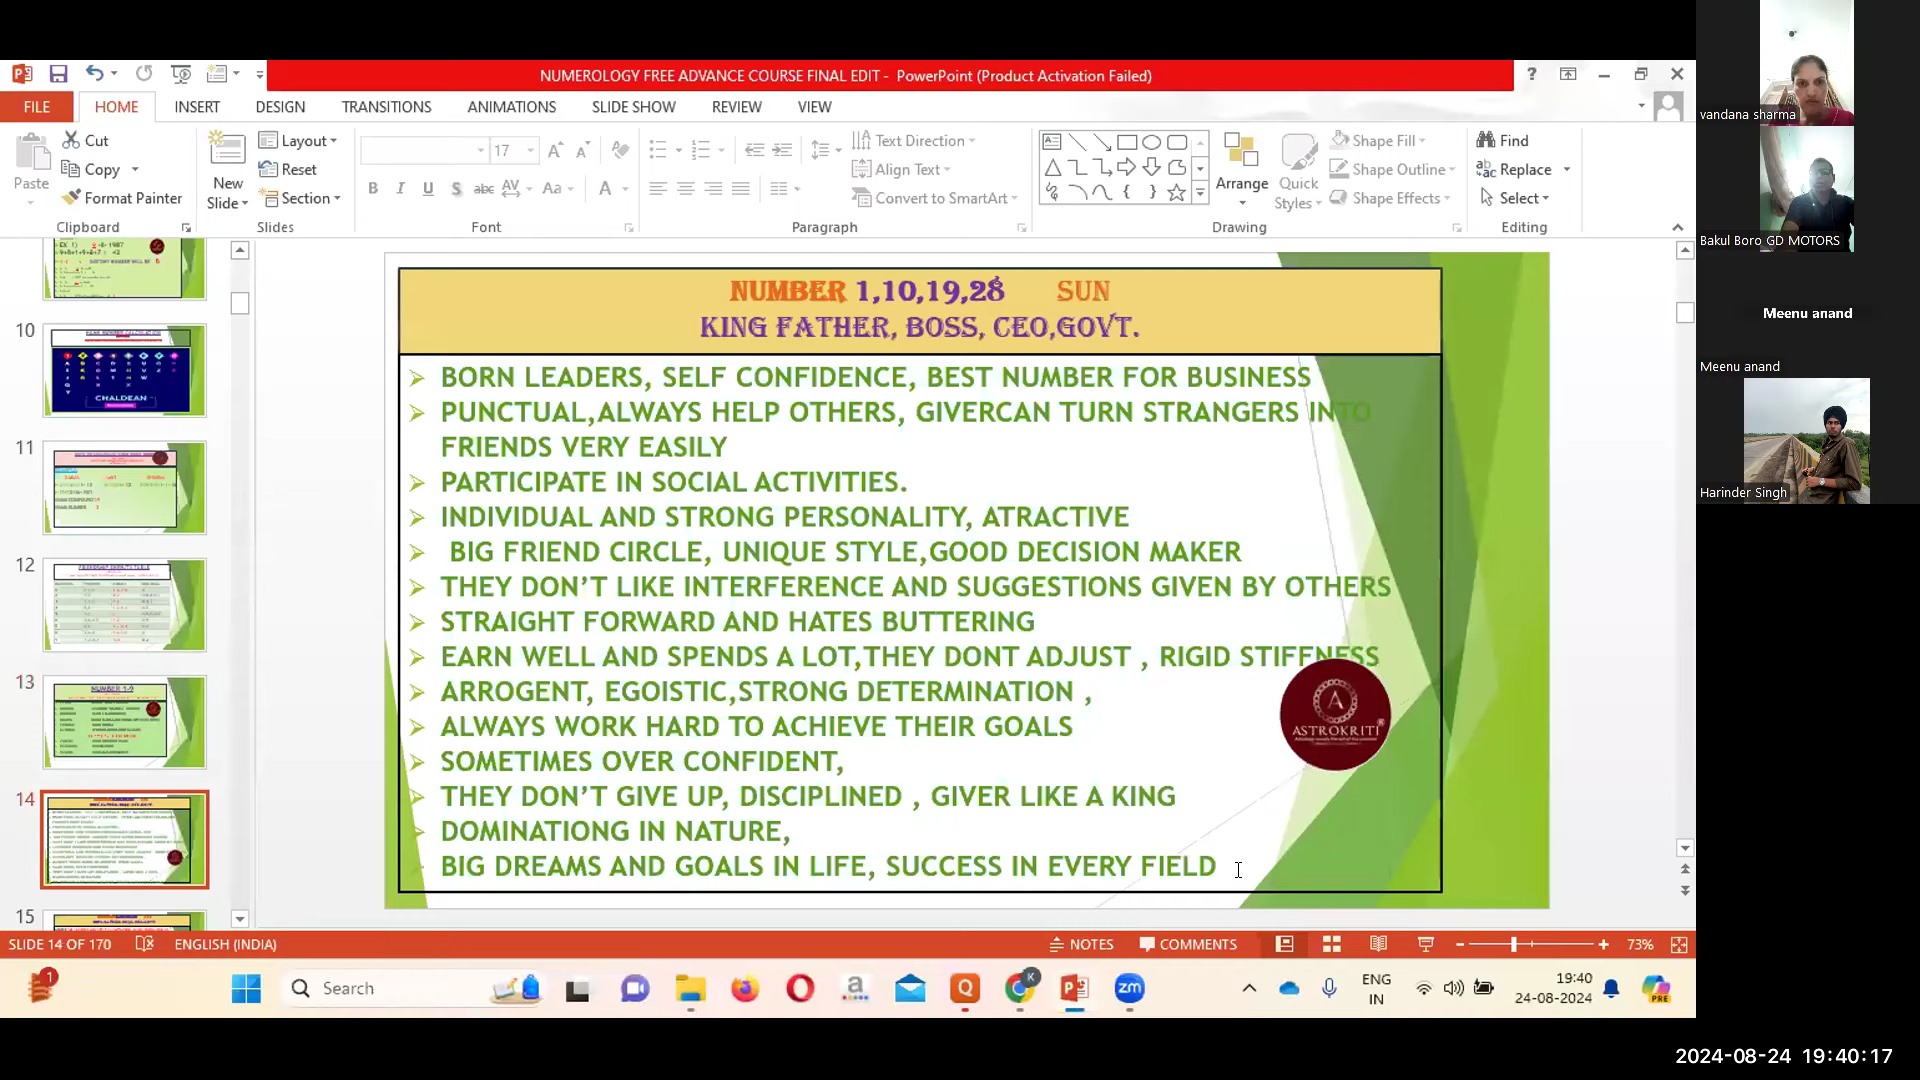 NUMEROLOGY FREE ADVANCE COURSE FINAL EDIT - PowerPoint (Product Activation Failed)
FILE HOME INSERT DESIGN TRANSITIONS ANIMATIONS SLIDE SHOW REVIEW VIEW
Paste
Cut
Copy
Format Painter
Clipboard
New
Slide
Layout
Reset
Section
Slides
17
Font
Text Direction
Align Text
Convert to SmartArt
Paragraph
Arrange
Quick
Styles
Shape Fill
Shape Outline
Shape Effects
Drawing
Find
Replace
Select
Editing
10
CHALDEAN
11
12
13
NUMBER 1-9
14
15
NUMBER 1,10,19,28 SUN
KING FATHER, BOSS, CEO,GOVT.
BORN LEADERS, SELF CONFIDENCE, BEST NUMBER FOR BUSINESS
PUNCTUAL,ALWAYS HELP OTHERS, GIVERCAN TURN STRANGERS INTO
FRIENDS VERY EASILY
PARTICIPATE IN SOCIAL ACTIVITIES.
INDIVIDUAL AND STRONG PERSONALITY, ATRACTIVE
BIG FRIEND CIRCLE, UNIQUE STYLE,GOOD DECISION MAKER
THEY DON'T LIKE INTERFERENCE AND SUGGESTIONS GIVEN BY OTHERS
STRAIGHT FORWARD AND HATES BUTTERING
EARN WELL AND SPENDS A LOT,THEY DONT ADJUST , RIGID STIFFNESS
ARROGENT, EGOISTIC,STRONG DETERMINATION ,
ALWAYS WORK HARD TO ACHIEVE THEIR GOALS
SOMETIMES OVER CONFIDENT,
THEY DON'T GIVE UP, DISCIPLINED , GIVER LIKE A KING
DOMINATIONG IN NATURE,
BIG DREAMS AND GOALS IN LIFE, SUCCESS IN EVERY FIELD
A
ASTROKRITI
SLIDE 14 OF 170 ENGLISH (INDIA) NOTES COMMENTS 73%
1
Search
ENG
IN
19:40
24-08-2024
vandana sharma
Bakul Boro GD MOTORS
Meenu anand
Meenu anand
Harinder Singh
2024-08-24 19:40:17